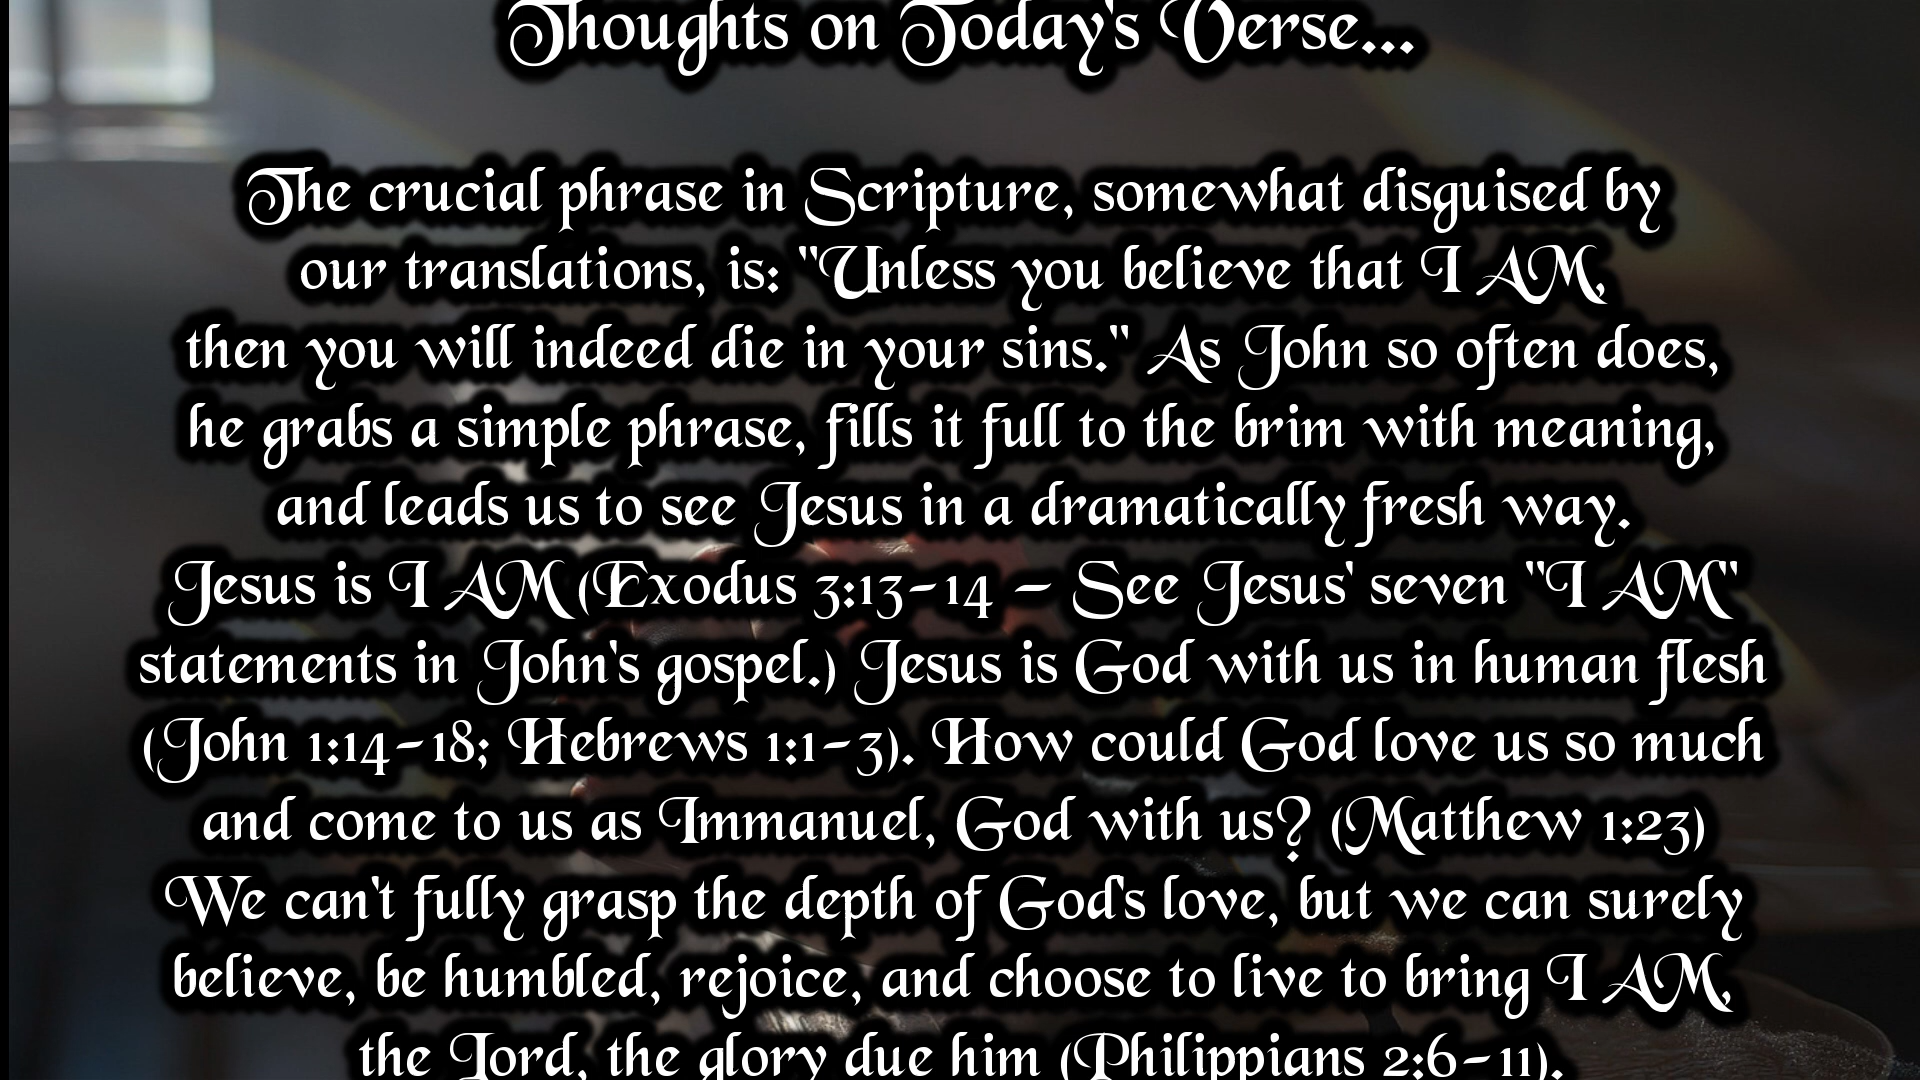 Thoughts on Today's Verse...
The crucial phrase in Scripture, somewhat disguised by
our translations, is: "Unless you believe that I AM,
then you will indeed die in your sins." As John so often does,
he grabs a simple phrase, fills it full to the brim with meaning,
and leads us to see Jesus in a dramatically fresh way.
Jesus is I AM (Exodus 3:13-14 - See Jesus' seven "I AM"
statements in John's gospel.) Jesus is God with us in human flesh
(John 1:14-18; Hebrews 1:1-3). How could God love us so much
and come to us as Immanuel, God with us? (Matthew 1:23)
We can't fully grasp the depth of God's love, but we can surely
believe, be humbled, rejoice, and choose to live to bring I AM,
the Lord, the glory due him (Philippians 2:6-11).